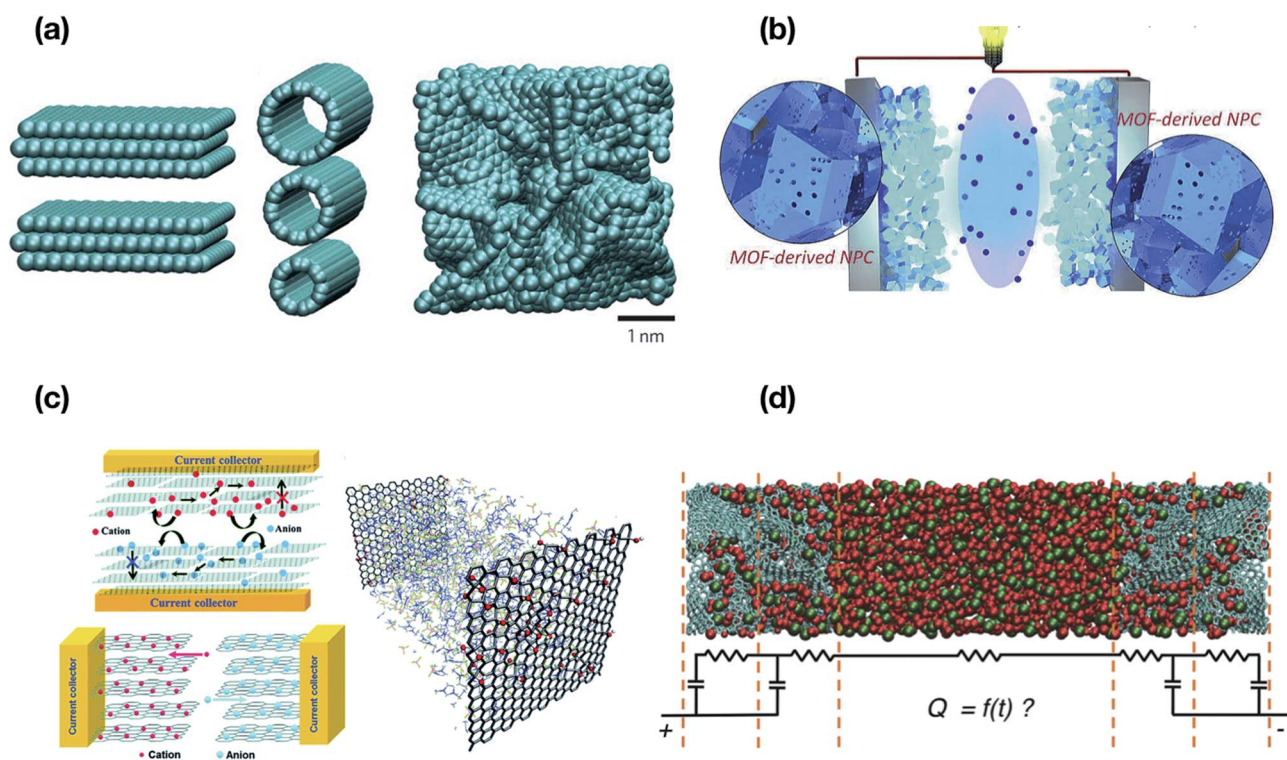 (a)
1 nm
(b)
MOF-derived NPC
MOF-derived NPC
(c)
Current collector
Cation
Anion
Current collector
Current collector
Current collector
Cation
Anion
(d)
Q = f(t) ?
+
-